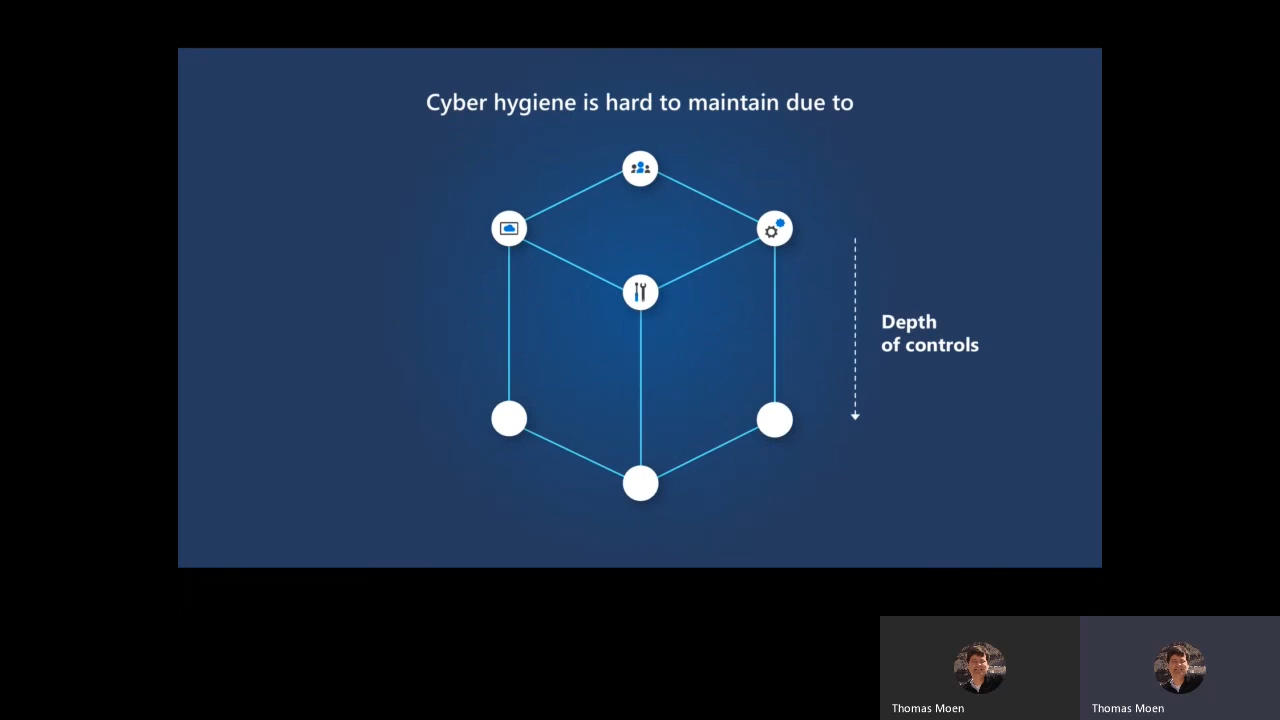 Cyber hygiene is hard to maintain due to
Depth
of controls
Thomas Moen
Thomas Moen